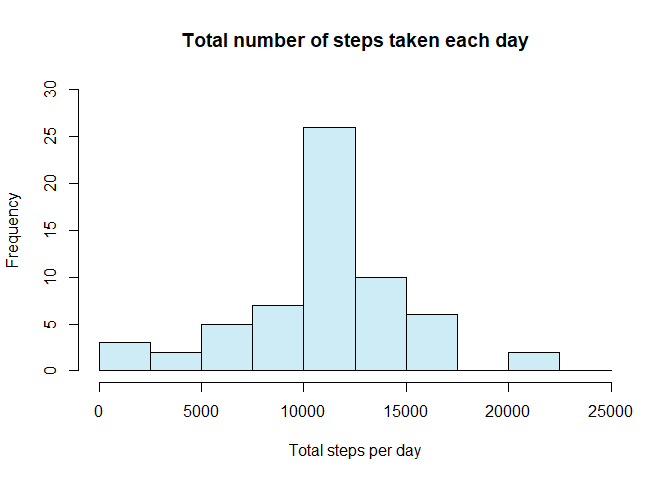 Total number of steps taken each day
30
25
20
15
10
5
0
Frequency
0 5000 10000 15000 20000 25000
Total steps per day